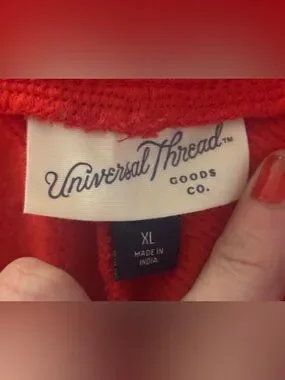 Universal Thread™
GOODS
CO.
XL
MADE IN
INDIA